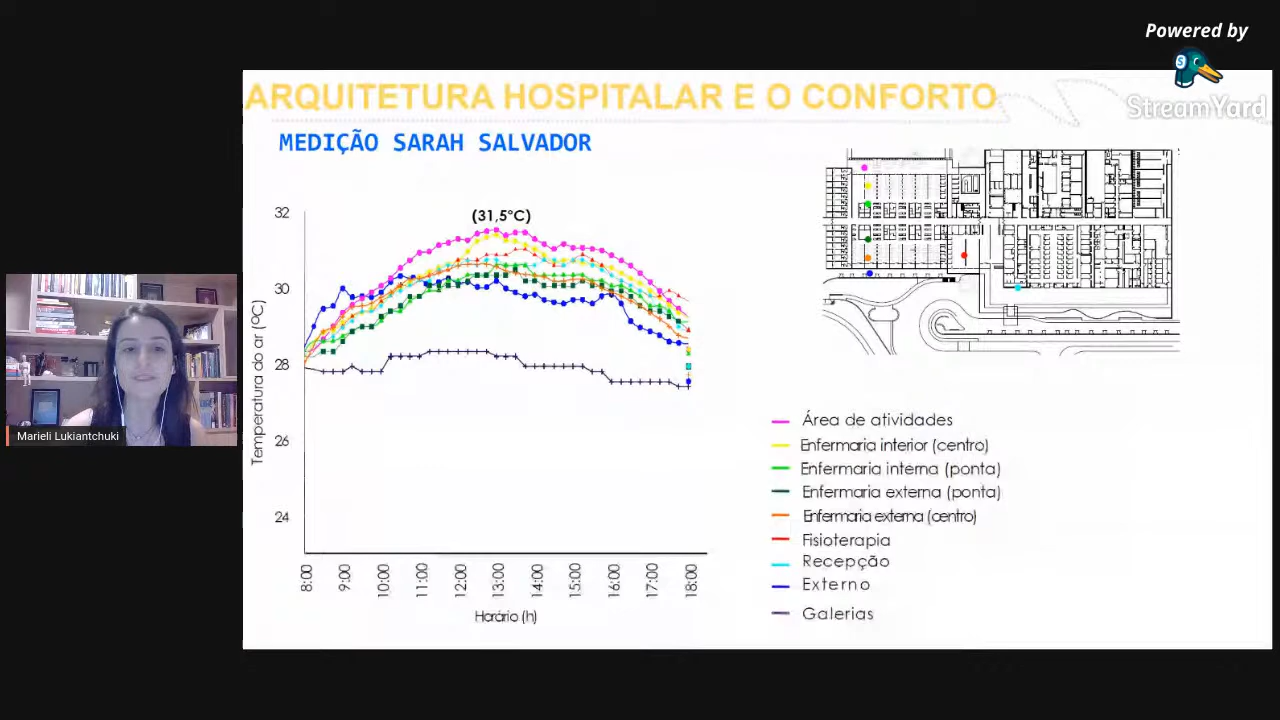 Powered by
StreamYard
ARQUITETURA HOSPITALAR E O CONFORTO
MEDIÇÃO SARAH SALVADOR
(31,5°C)
32
30
28
26
24
Temperatura do ar (ºC)
8:00
9:00
10:00
11:00
12:00
13:00
14:00
15:00
16:00
17:00
18:00
Horário (h)
Área de atividades
Enfermaria interior (centro)
Enfermaria interna (ponta)
Enfermaria externa (ponta)
Enfermaria externa (centro)
Fisioterapia
Recepção
Externo
Galerias
Marieli Lukiantchuki